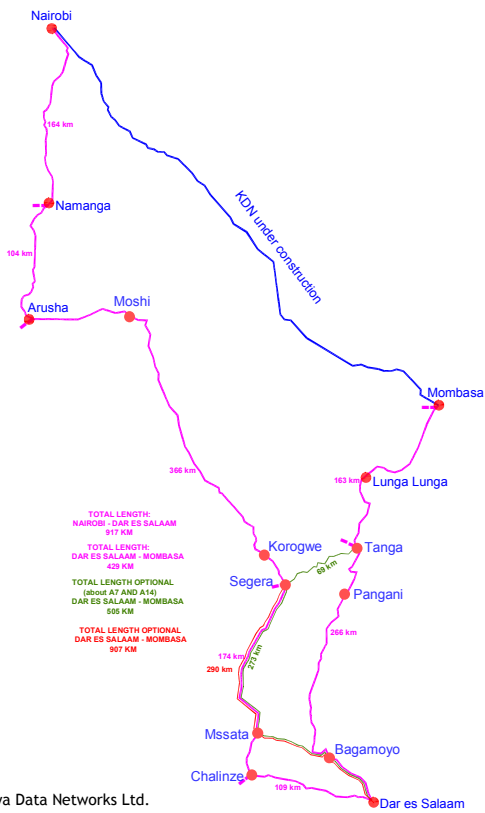 Nairobi
164 km
KDN under construction
Namanga
104 km
Arusha
Moshi
Mombasa
366 km
163 km
Lunga Lunga
TOTAL LENGTH:
NAIROBI - DAR ES SALAAM
917 KM
TOTAL LENGTH:
DAR ES SALAAM - MOMBASA
429 KM
TOTAL LENGTH OPTIONAL
(about A7 AND A14)
DAR ES SALAAM - MOMBASA
505 KM
TOTAL LENGTH OPTIONAL
DAR ES SALAAM - MOMBASA
907 KM
Korogwe
Tanga
69 km
Segera
Pangani
174 km
290 km
273 km
266 km
Mssata
Bagamoyo
Chalinze
109 km
Dar es Salaam
ya Data Networks Ltd.